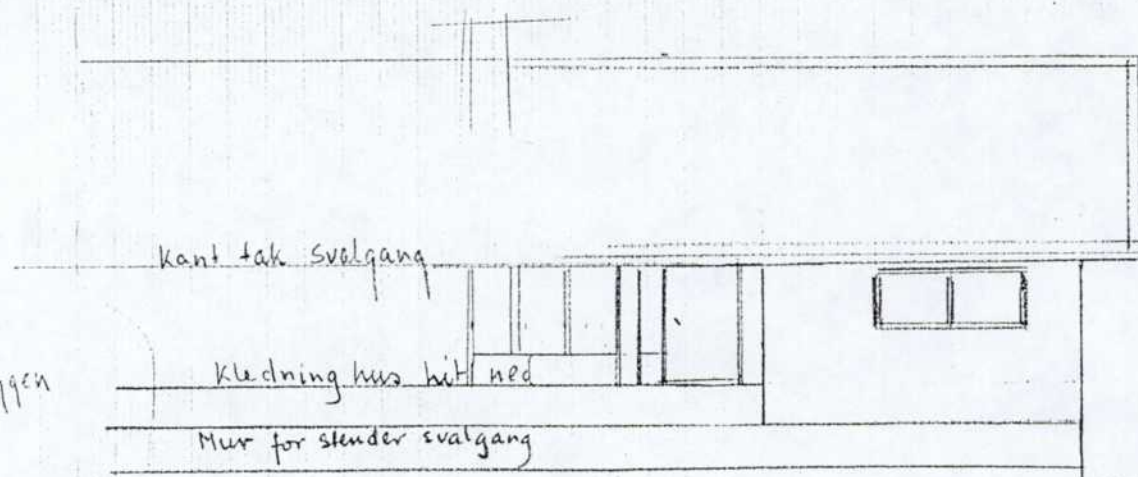 Kant tak svalgang
Kledning hus hit ned
Mur for stender svalgang